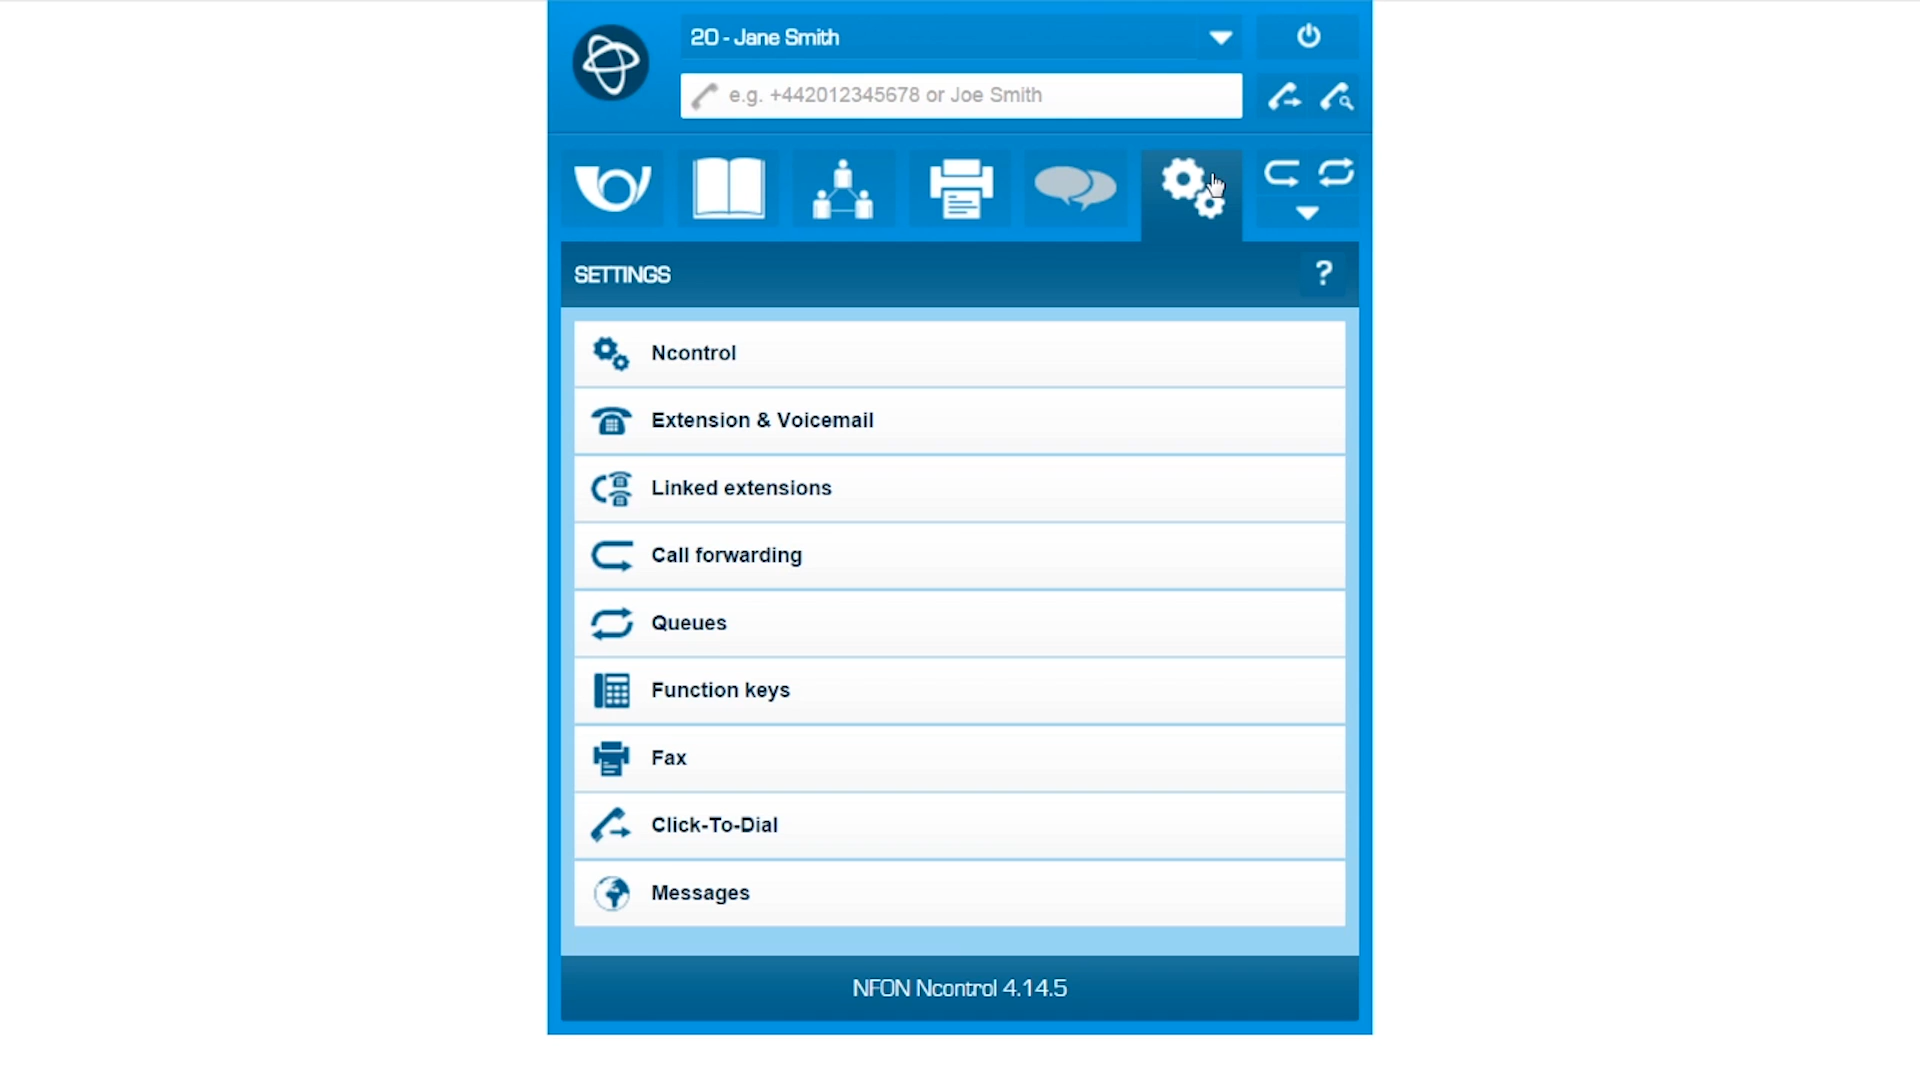 20 - Jane Smith
e.g. +442012345678 or Joe Smith
SETTINGS
?
Ncontrol
Extension & Voicemail
Linked extensions
Call forwarding
Queues
Function keys
Fax
Click-To-Dial
Messages
NFON Ncontrol 4.14.5